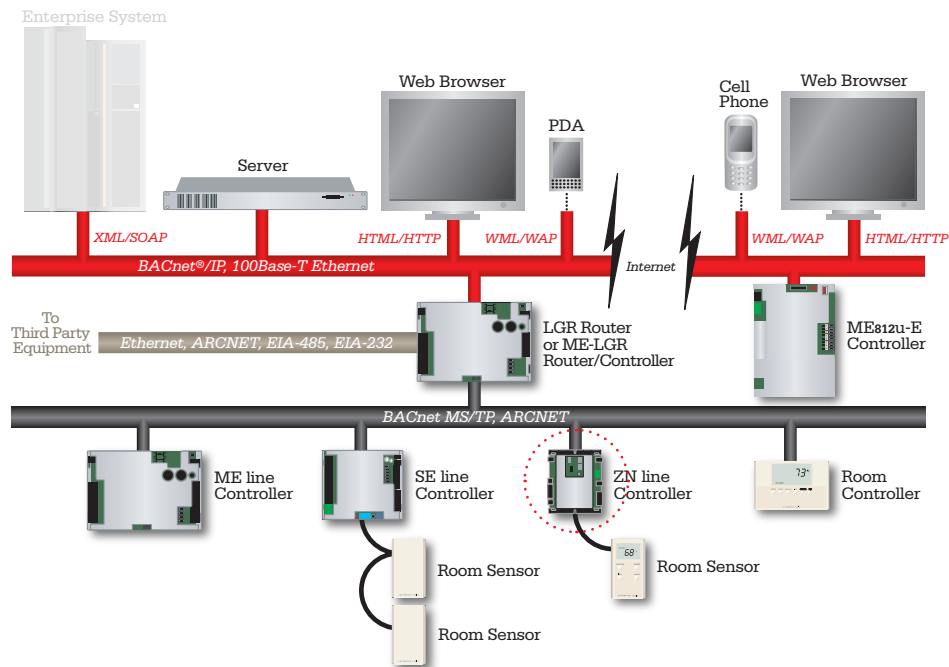 Enterprise System
Web Browser
Cell
Phone
Web Browser
PDA
Server
XML/SOAP
HTML/HTTP
WML/WAP
WML/WAP
HTML/HTTP
BACnet®/IP, 100Base-T Ethernet
Internet
To
Third Party
Equipment
Ethernet, ARCNET, EIA-485, EIA-232
LGR Router
or ME-LGR
Router/Controller
ME812u-E
Controller
BACnet MS/TP, ARCNET
ME line
Controller
SE line
Controller
ZN line
Controller
73°
Room
Controller
68°
Room Sensor
Room Sensor
Room Sensor